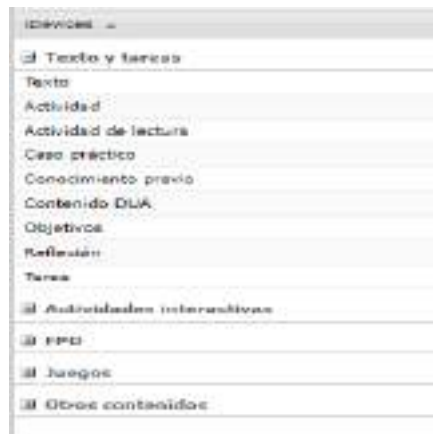 iDevices
Texto y tareas
Texto
Actividad
Actividad de lectura
Caso práctico
Conocimiento previo
Contenido DUA
Objetivos
Reflexión
Tarea
Actividades interactivas
FPD
Juegos
Otros contenidos